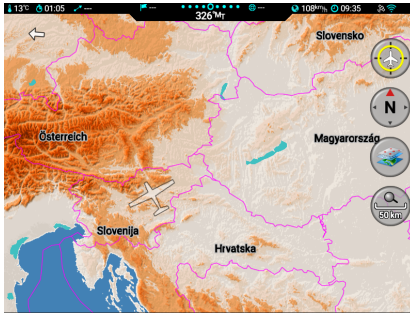 13°C 01:05 --- --- 326°MT --- 108km/h 09:35
Slovensko
N
Österreich
Magyarország
50 km
Slovenija
Hrvatska